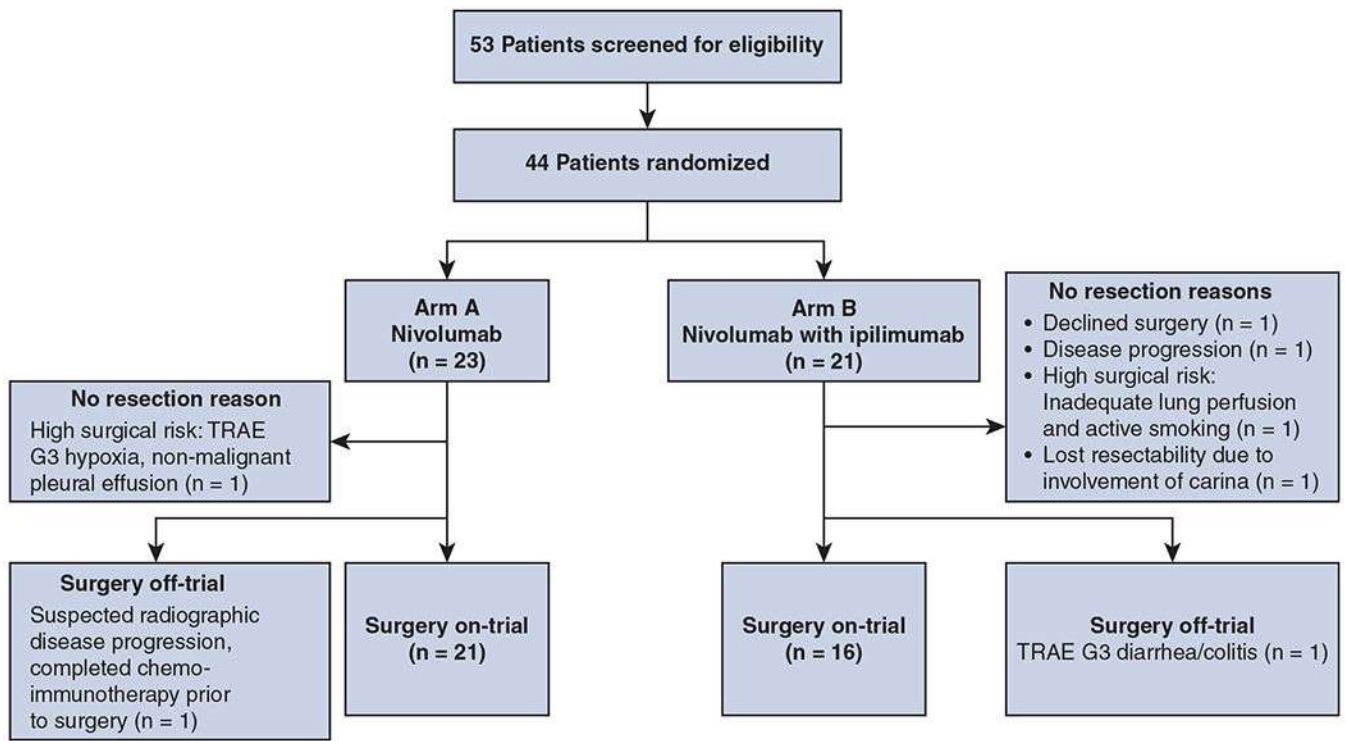 53 Patients screened for eligibility
44 Patients randomized
Arm A
Nivolumab
(n = 23)
Arm B
Nivolumab with ipilimumab
(n = 21)
No resection reasons
• Declined surgery (n = 1)
• Disease progression (n = 1)
• High surgical risk:
Inadequate lung perfusion
and active smoking (n = 1)
• Lost resectability due to
involvement of carina (n = 1)
No resection reason
High surgical risk: TRAE
G3 hypoxia, non-malignant
pleural effusion (n = 1)
Surgery off-trial
Suspected radiographic
disease progression,
completed chemo-
immunotherapy prior
to surgery (n = 1)
Surgery on-trial
(n = 21)
Surgery on-trial
(n = 16)
Surgery off-trial
TRAE G3 diarrhea/colitis (n = 1)